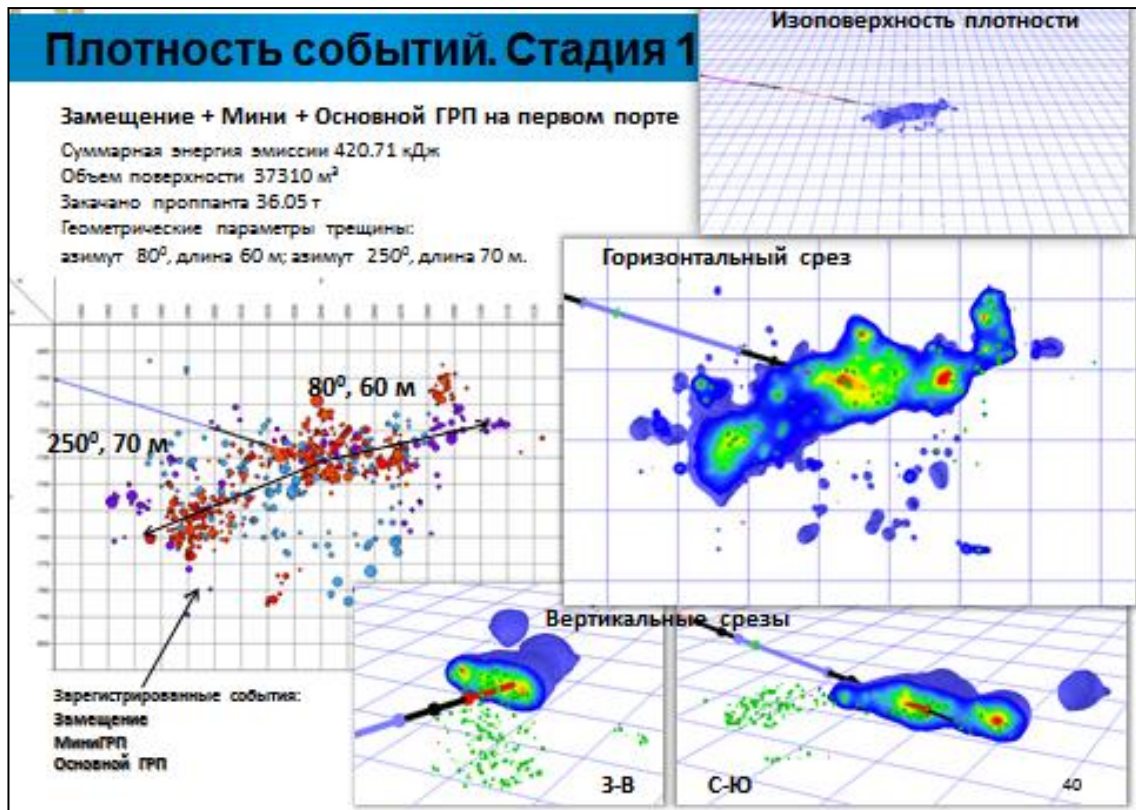 Изоповерхность плотности
Плотность событий. Стадия 1
Замещение + Мини + Основной ГРП на первом порте
Суммарная энергия эмиссии 420.71 кДж
Объем поверхности 37310 м³
Закачано проппанта 36.05 т
Геометрические параметры трещины:
азимут 80⁰, длина 60 м; азимут 250⁰, длина 70 м.
Горизонтальный срез
80⁰, 60 м
250⁰, 70 м
Вертикальные срезы
Зарегистрированные события:
Замещение
МиниГРП
Основной ГРП
З-В
С-Ю
40